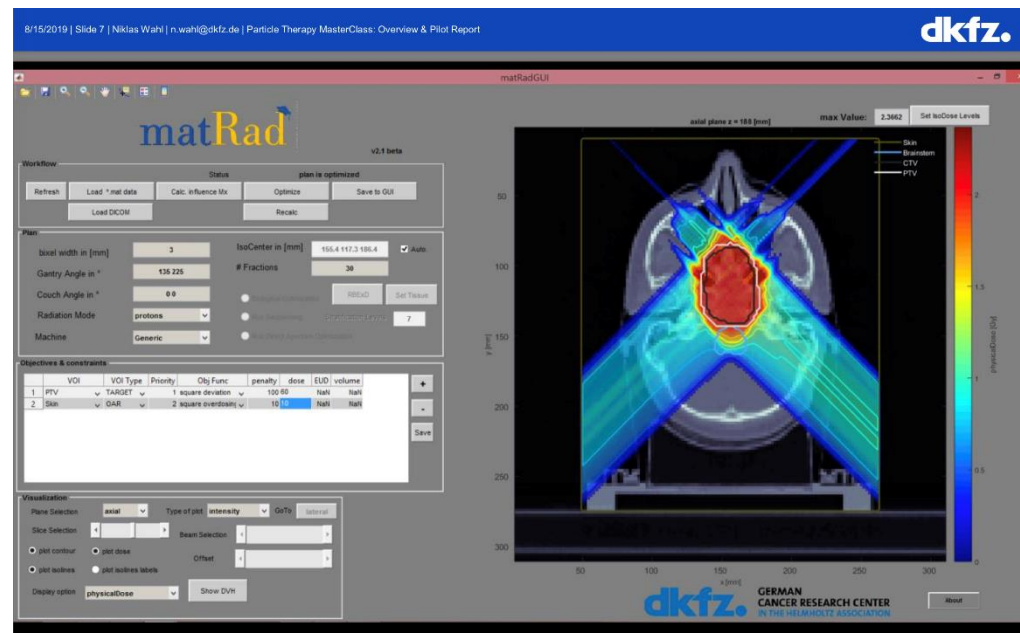 8/15/2019 | Slide 7 | Niklas Wahl | n.wahl@dkfz.de | Particle Therapy MasterClass: Overview & Pilot Report
dkfz.
matRadGUI
matRad
v2.1 beta
Workflow
Status plan is optimized
Refresh Load *.mat data Calc. influence Mx Optimize Save to GUI
Load DICOM Recalc
Plan
bixel width in [mm] 3 IsoCenter in [mm] 155.4 117.3 186.4 Auto.
Gantry Angle in ° 135 225 # Fractions 30
Couch Angle in ° 0 0 RBExD Set Tissue
Radiation Mode protons 7
Machine Generic
Objectives & constraints
VOI VOI Type Priority Obj Func penalty dose EUD volume
1 PTV TARGET 1 square deviation 100 60 NaN NaN
2 Skin OAR 2 square overdosing 10 10 NaN NaN
+
-
Save
Visualization
Plane Selection axial Type of plot intensity GoTo lateral
Slice Selection Beam Selection
plot contour plot dose Offset
plot isolines plot isolines labels
Display option physicalDose Show DVH
axial plane z = 188 [mm] max Value: 2.3662 Set IsoDose Levels
Skin
Brainstem
CTV
PTV
50
100
150
200
250
300
y [mm]
50 100 150 200 250 300
x [mm]
2
1.5
1
0.5
0
physicalDose [Gy]
dkfz.
GERMAN
CANCER RESEARCH CENTER
IN THE HELMHOLTZ ASSOCIATION
About